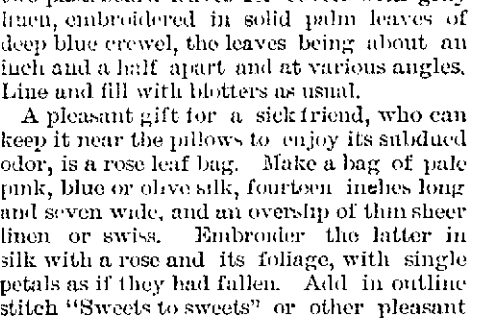 linen, embroidered in solid palm leaves of
deep blue crewel, the leaves being about an
inch and a half apart and at various angles.
Line and fill with blotters as usual.
A pleasant gift for a sick friend, who can
keep it near the pillows to enjoy its subdued
odor, is a rose leaf bag. Make a bag of pale
pink, blue or olive silk, fourteen inches long
and seven wide, and an overslip of thin sheer
linen or swiss. Embroider the latter in
silk with a rose and its foliage, with single
petals as if they had fallen. Add in outline
stitch "Sweets to sweets" or other pleasant